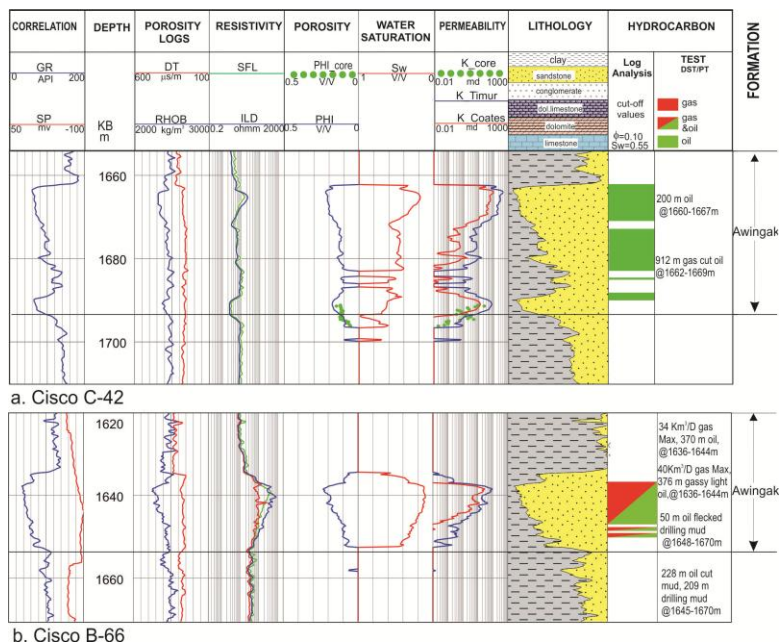 CORRELATION DEPTH POROSITY LOGS RESISTIVITY POROSITY WATER SATURATION PERMEABILITY LITHOLOGY HYDROCARBON FORMATION
GR
0 API 200
SP
50 mv -100
KB
m
DT
600 µs/m 100
RHOB
2000 kg/m³ 3000
SFL
ILD
0.2 ohmm 2000
PHI_core
0.5 V/V 0
PHI
0.5 V/V 0
Sw
1 V/V 0
K_core
0.01 md 1000
K_Timur
K_Coates
0.01 md 1000
clay
sandstone
conglomerate
dol.limestone
dolomite
limestone
Log
Analysis
cut-off
values
ϕ=0.10
Sw=0.55
TEST
DST/PT
gas
gas
&oil
oil
1660
1680
1700
200 m oil
@1660-1667m
912 m gas cut oil
@1662-1669m
Awingak
a. Cisco C-42
1620
1640
1660
34 Km³/D gas
Max, 370 m oil,
@1636-1644m
40Km³/D gas Max,
376 m gassy light
oil,@1636-1644m
50 m oil flecked
drilling mud
@1648-1670m
228 m oil cut
mud, 209 m
drilling mud
@1645-1670m
Awingak
b. Cisco B-66